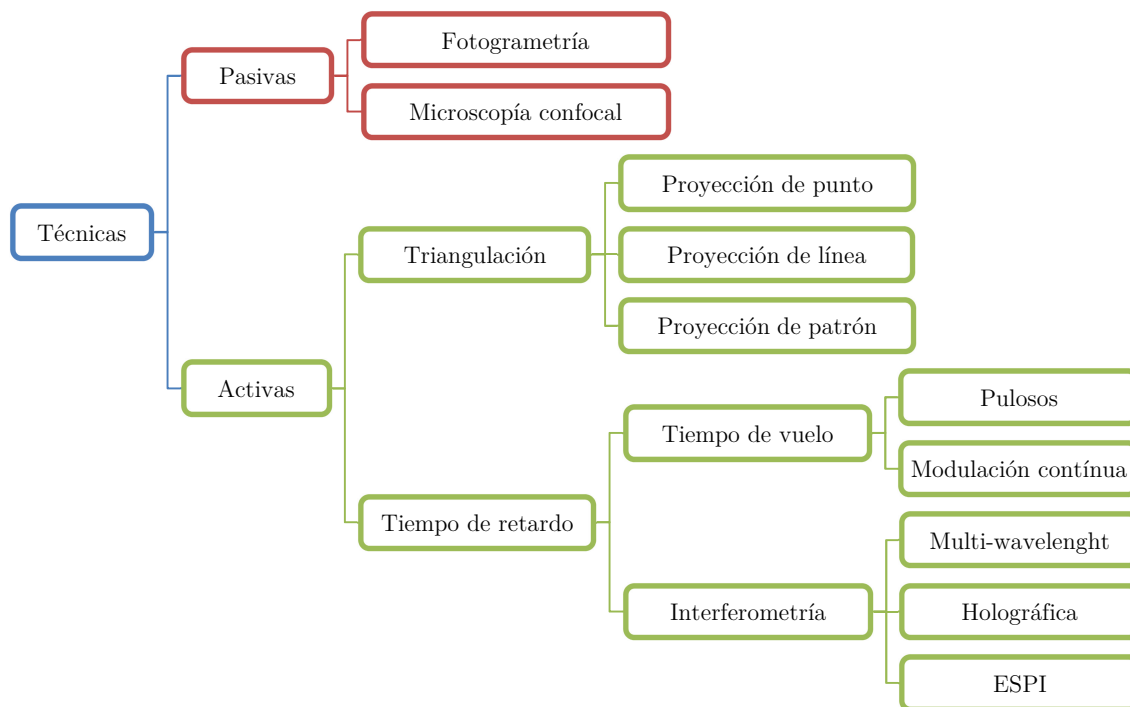 Técnicas
Pasivas
Fotogrametría
Microscopía confocal
Activas
Triangulación
Proyección de punto
Proyección de línea
Proyección de patrón
Tiempo de retardo
Tiempo de vuelo
Pulosos
Modulación contínua
Interferometría
Multi-wavelenght
Holográfica
ESPI